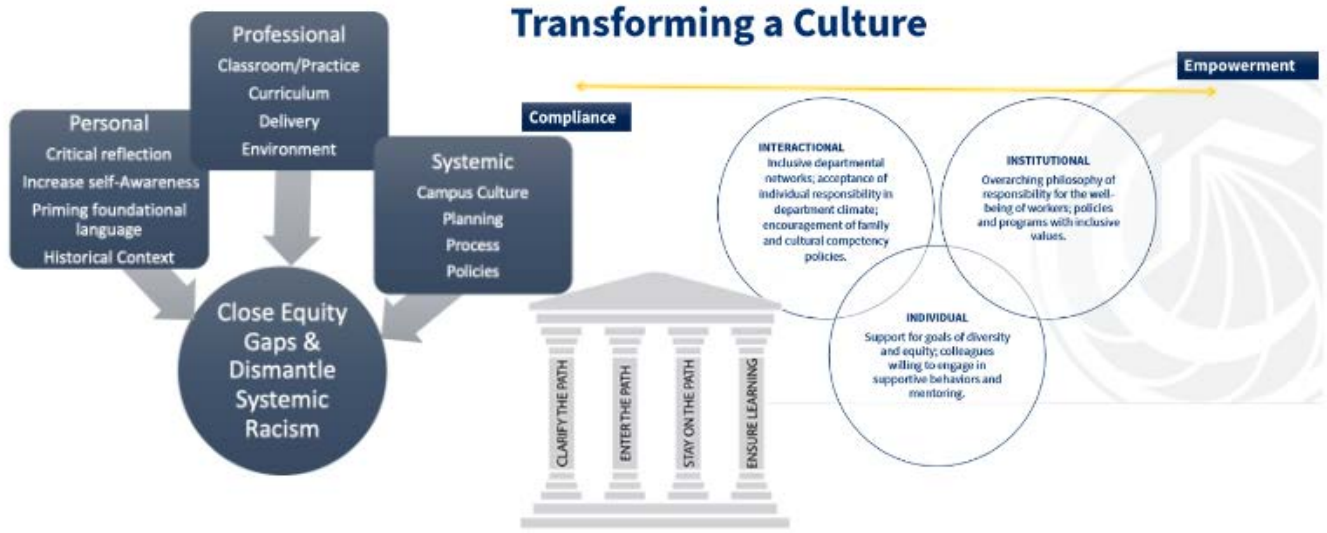 Transforming a Culture
Professional
Classroom/Practice
Curriculum
Delivery
Environment
Personal
Critical reflection
Increase self-Awareness
Priming foundational
language
Historical Context
Systemic
Campus Culture
Planning
Process
Policies
Close Equity
Gaps &
Dismantle
Systemic
Racism
Compliance
Empowerment
INTERACTIONAL
Inclusive departmental
networks; acceptance of
individual responsibility in
department climate;
encouragement of family
and cultural competency
policies.
INSTITUTIONAL
Overarching philosophy of
responsibility for the well-
being of workers; policies
and programs with inclusive
values.
INDIVIDUAL
Support for goals of diversity
and equity; colleagues
willing to engage in
supportive behaviors and
mentoring.
CLARIFY THE PATH
ENTER THE PATH
STAY ON THE PATH
ENSURE LEARNING